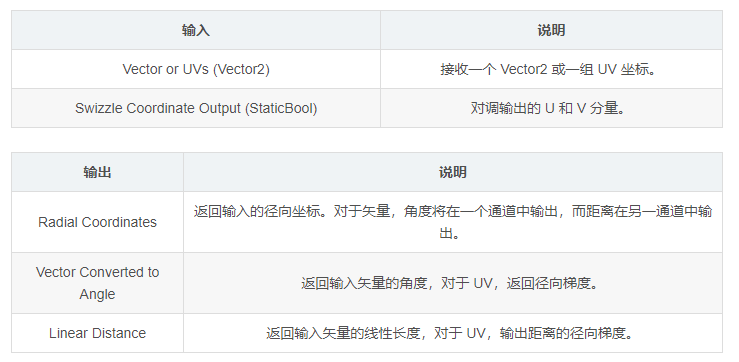 输入 说明
Vector or UVs (Vector2) 接收一个 Vector2 或一组 UV 坐标。
Swizzle Coordinate Output (StaticBool) 对调输出的 U 和 V 分量。
输出 说明
Radial Coordinates 返回输入的径向坐标。对于矢量，角度将在一个通道中输出，而距离在另一通道中输
出。
Vector Converted to
Angle 返回输入矢量的角度，对于 UV，返回径向梯度。
Linear Distance 返回输入矢量的线性长度，对于 UV，输出距离的径向梯度。